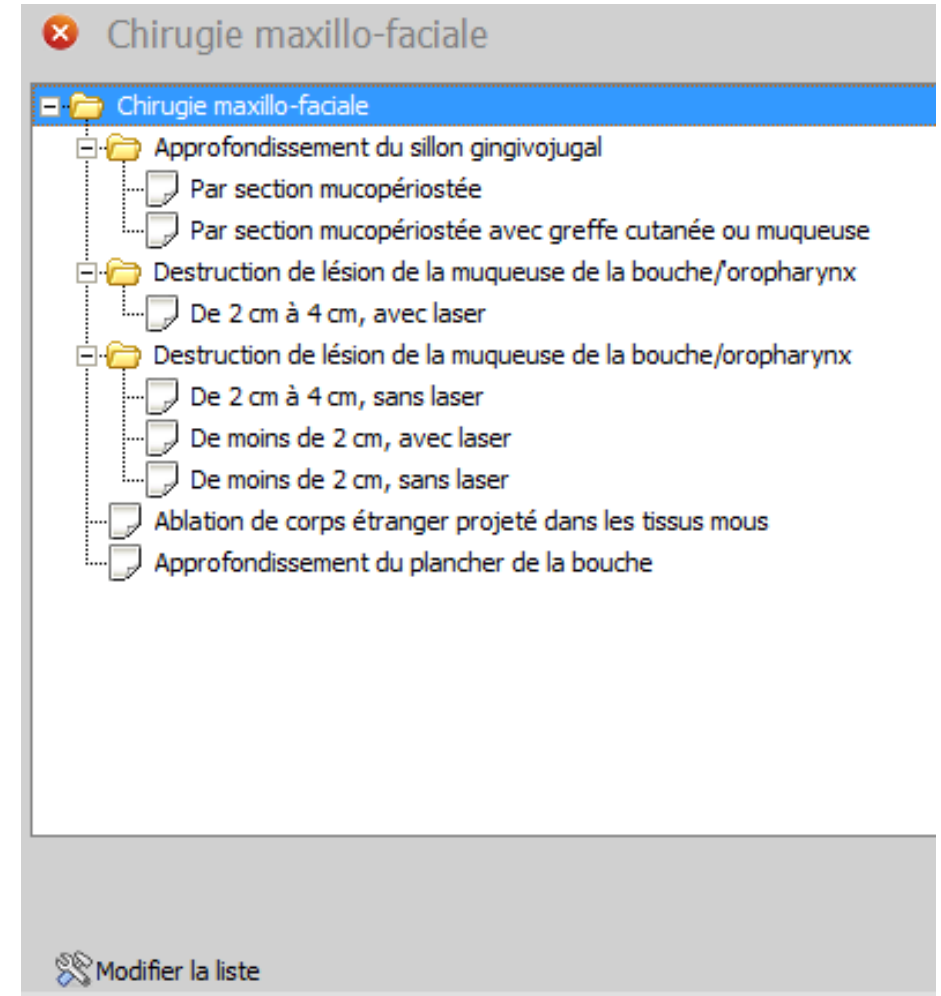 Chirugie maxillo-faciale
Chirugie maxillo-faciale
Approfondissement du sillon gingivojugal
Par section mucopériostée
Par section mucopériostée avec greffe cutanée ou muqueuse
Destruction de lésion de la muqueuse de la bouche/'oropharynx
De 2 cm à 4 cm, avec laser
Destruction de lésion de la muqueuse de la bouche/oropharynx
De 2 cm à 4 cm, sans laser
De moins de 2 cm, avec laser
De moins de 2 cm, sans laser
Ablation de corps étranger projeté dans les tissus mous
Approfondissement du plancher de la bouche
Modifier la liste